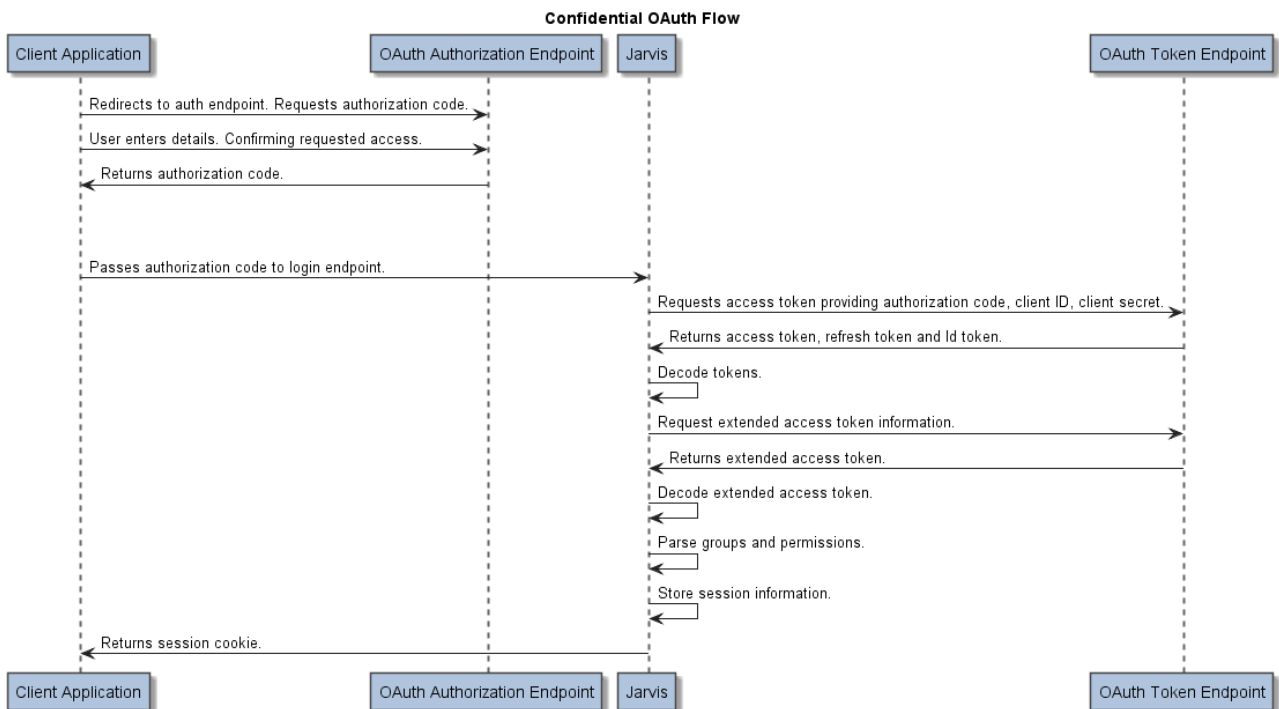 Confidential OAuth Flow
Client Application
OAuth Authorization Endpoint
Jarvis
OAuth Token Endpoint
Redirects to auth endpoint. Requests authorization code.
User enters details. Confirming requested access.
Returns authorization code.
Passes authorization code to login endpoint.
Requests access token providing authorization code, client ID, client secret.
Returns access token, refresh token and Id token.
Decode tokens.
Request extended access token information.
Returns extended access token.
Decode extended access token.
Parse groups and permissions.
Store session information.
Returns session cookie.
Client Application
OAuth Authorization Endpoint
Jarvis
OAuth Token Endpoint